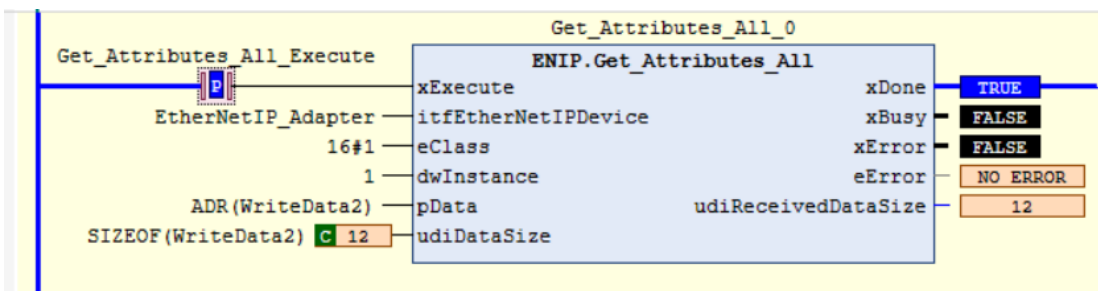 Get_Attributes_All_0
Get_Attributes_All_Execute
ENIP.Get_Attributes_All
P
xExecute xDone TRUE
EtherNetIP_Adapter itfEtherNetIPDevice xBusy FALSE
16#1 eClass xError FALSE
1 dwInstance eError NO ERROR
ADR(WriteData2) pData udiReceivedDataSize 12
SIZEOF(WriteData2) C 12 udiDataSize